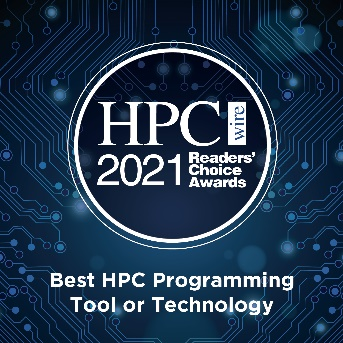 HPC wire
2021 Readers' Choice Awards
Best HPC Programming
Tool or Technology